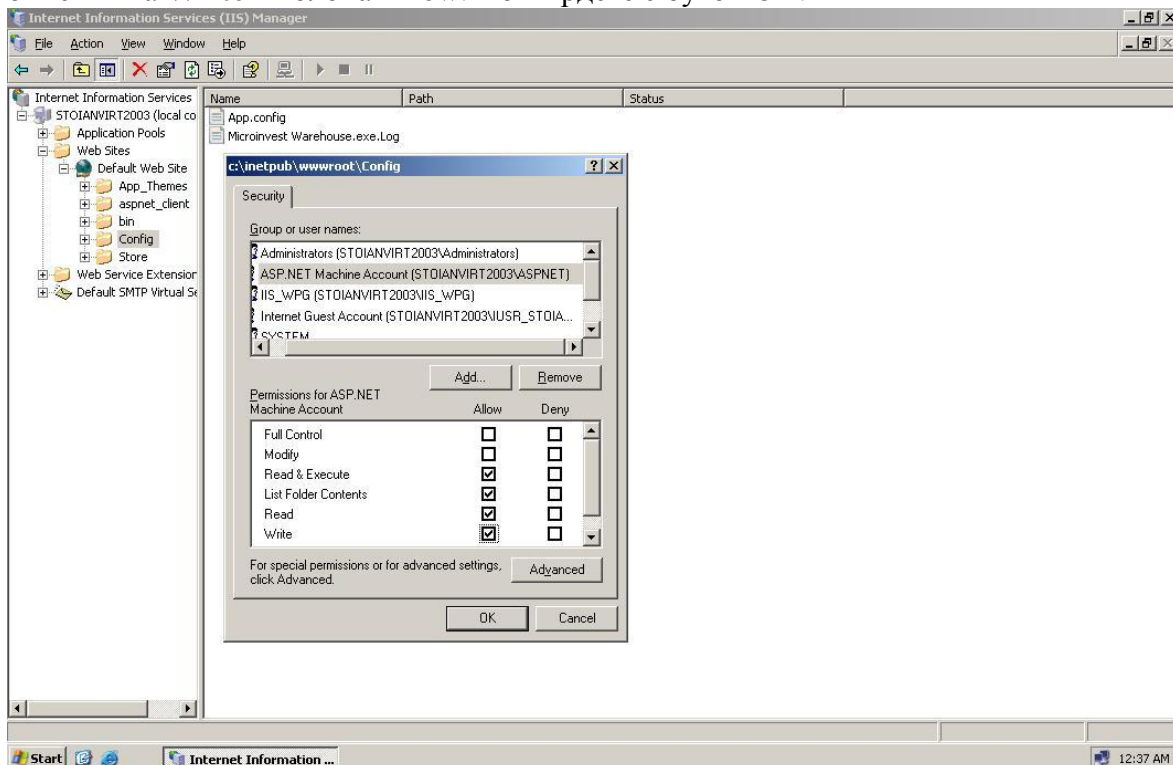 Internet Information Services (IIS) Manager
File Action View Window Help
Internet Information Services
STOIANVIRT2003 (local co
Application Pools
Web Sites
Default Web Site
App_Themes
aspnet_client
bin
Config
Store
Web Service Extension
Default SMTP Virtual Se
Name Path Status
App.config
Microinvest Warehouse.exe.Log
c:\inetpub\wwwroot\Config
Security
Group or user names:
Administrators (STOIANVIRT2003\Administrators)
ASP.NET Machine Account (STOIANVIRT2003\ASPNET)
IIS_WPG (STOIANVIRT2003\IIS_WPG)
Internet Guest Account (STOIANVIRT2003\IUSR_STOIA...
SYSTEM
Add... Remove
Permissions for ASP.NET
Machine Account Allow Deny
Full Control
Modify
Read & Execute
List Folder Contents
Read
Write
For special permissions or for advanced settings,
click Advanced.
Advanced
OK Cancel
Start Internet Information ... 12:37 AM